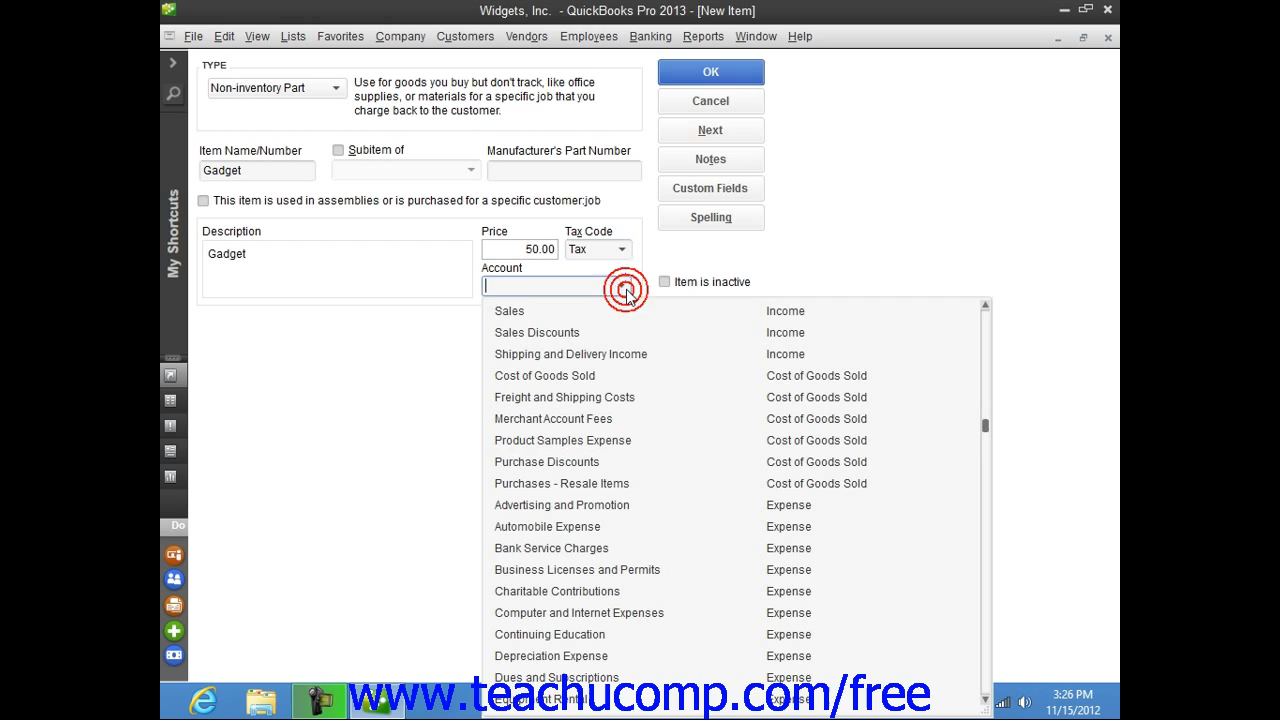 Widgets, Inc. - QuickBooks Pro 2013 - [New Item]
File Edit View Lists Favorites Company Customers Vendors Employees Banking Reports Window Help
TYPE
Non-inventory Part
Use for goods you buy but don't track, like office
supplies, or materials for a specific job that you
charge back to the customer.
OK
Cancel
Next
Notes
Custom Fields
Spelling
Item Name/Number
Subitem of
Manufacturer's Part Number
Gadget
This item is used in assemblies or is purchased for a specific customer:job
Description
Price
Tax Code
Gadget
50.00
Tax
Account
Item is inactive
My Shortcuts
Do
Sales Income
Sales Discounts Income
Shipping and Delivery Income Income
Cost of Goods Sold Cost of Goods Sold
Freight and Shipping Costs Cost of Goods Sold
Merchant Account Fees Cost of Goods Sold
Product Samples Expense Cost of Goods Sold
Purchase Discounts Cost of Goods Sold
Purchases - Resale Items Cost of Goods Sold
Advertising and Promotion Expense
Automobile Expense Expense
Bank Service Charges Expense
Business Licenses and Permits Expense
Charitable Contributions Expense
Computer and Internet Expenses Expense
Continuing Education Expense
Depreciation Expense Expense
Dues and Subscriptions Expense
Equipment Rental
www.teachucomp.com/free
3:26 PM
11/15/2012